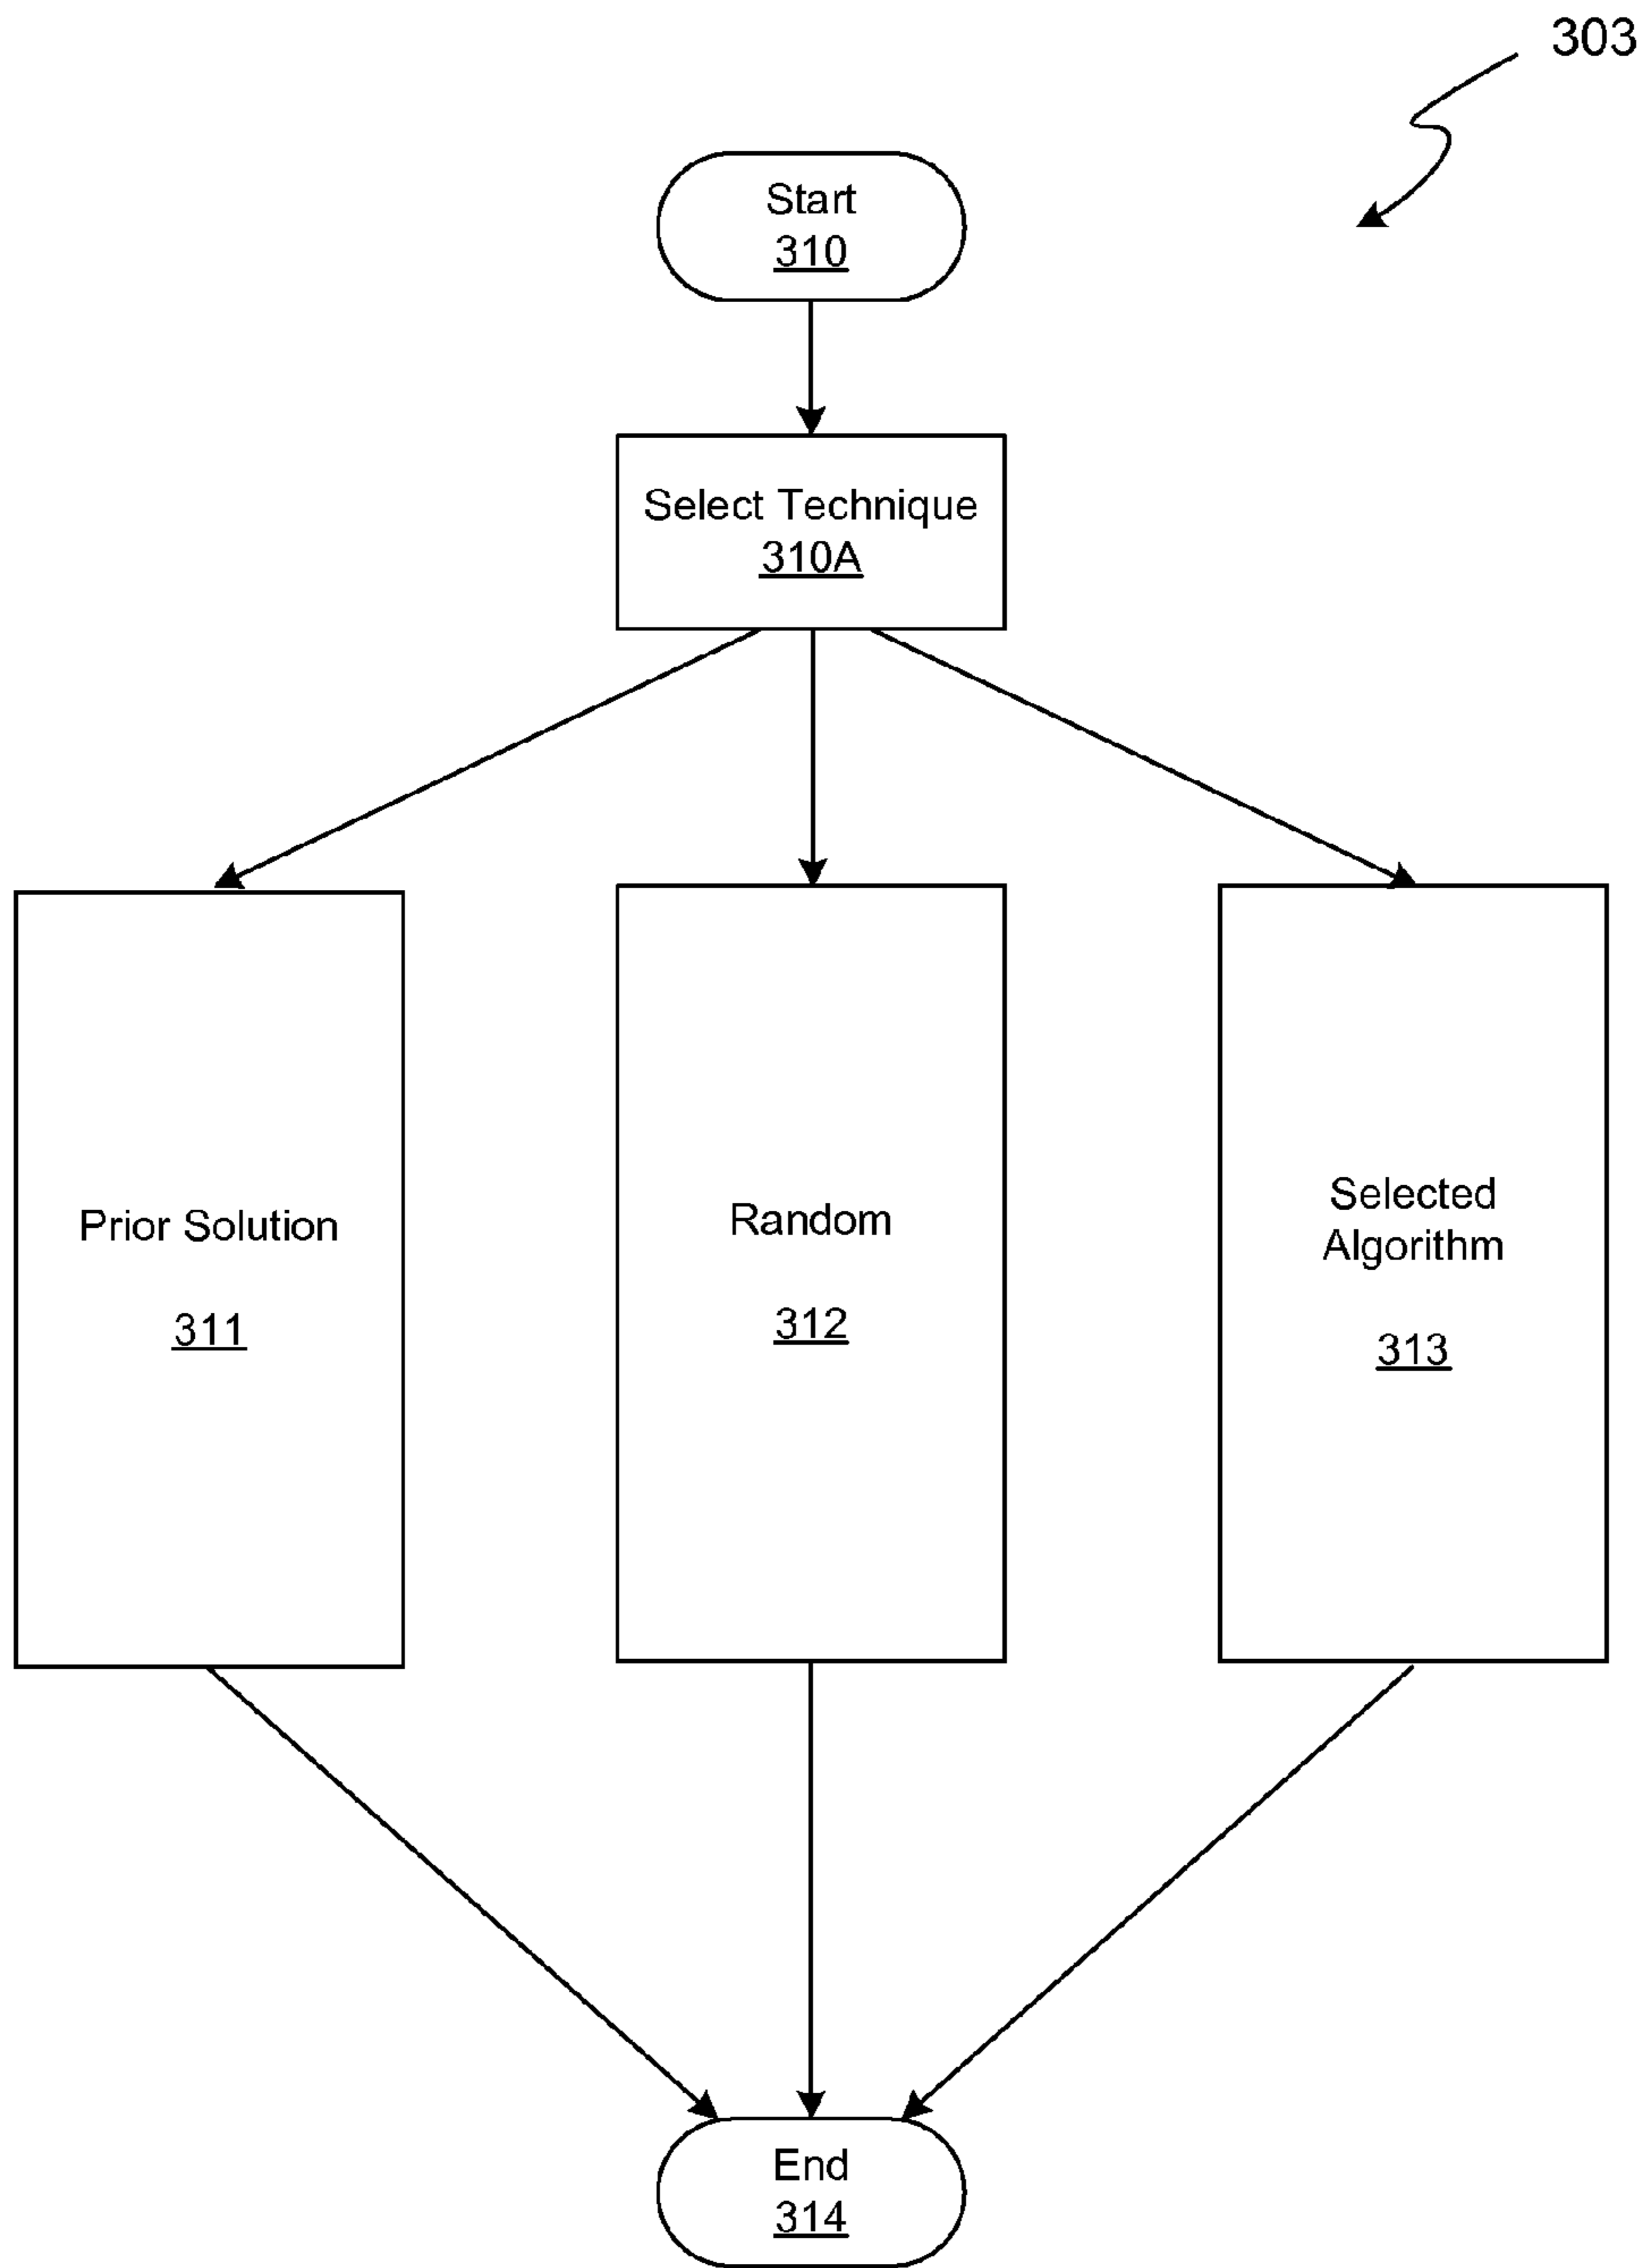 303
Start
310
Select Technique
310A
Prior Solution
311
Random
312
Selected
Algorithm
313
End
314